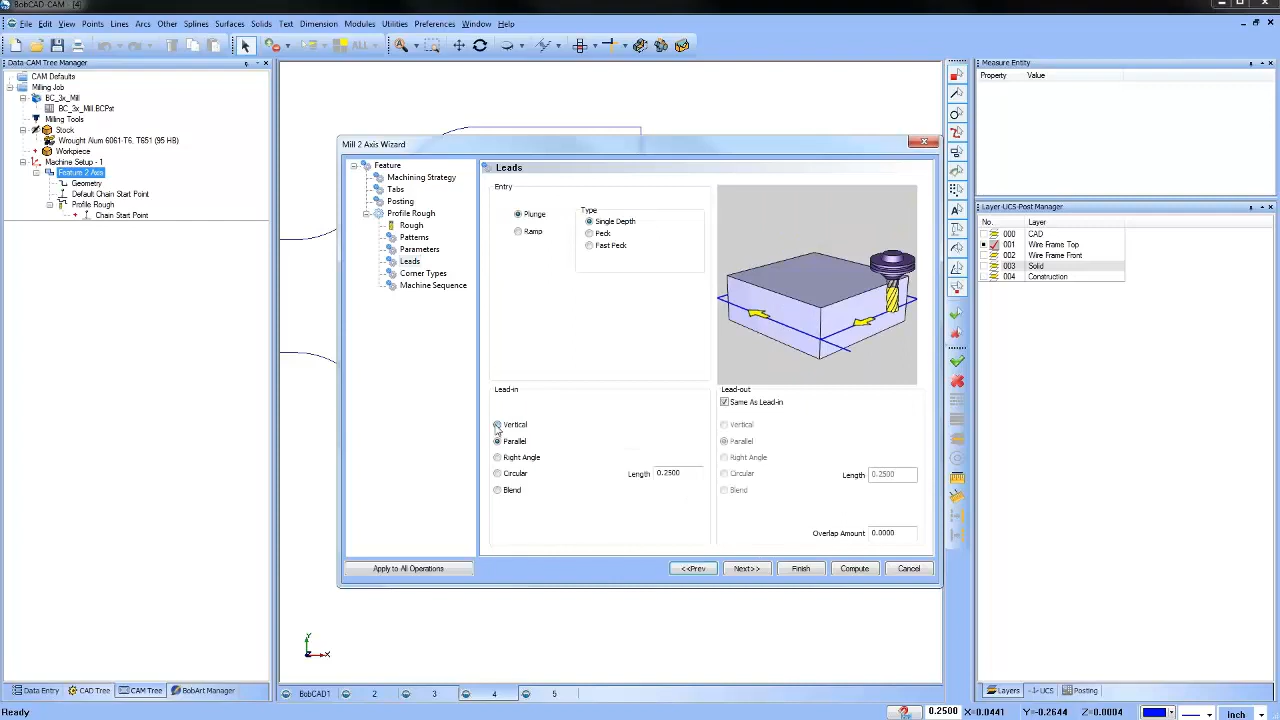 BobCAD-CAM - [4]
File Edit View Points Lines Arcs Other Splines Surfaces Solids Text Dimension Modules Utilities Preferences Window Help
ALL
Data-CAM Tree Manager
CAM Defaults
Milling Job
BC_3x_Mill
BC_3x_Mill.BCPst
Milling Tools
Stock
Wrought Alum 6061-T6, T651 (95 HB)
Workpiece
Machine Setup - 1
Feature 2 Axis
Geometry
Default Chain Start Point
Profile Rough
Chain Start Point
Mill 2 Axis Wizard
Feature
Machining Strategy
Tabs
Posting
Profile Rough
Rough
Patterns
Parameters
Leads
Corner Types
Machine Sequence
Apply to All Operations
Leads
Entry
Plunge
Ramp
Type
Single Depth
Peck
Fast Peck
Lead-in
Vertical
Parallel
Right Angle
Circular
Blend
Length 0.2500
Lead-out
Same As Lead-in
Vertical
Parallel
Right Angle
Circular
Blend
Length 0.2500
Overlap Amount 0.0000
<<Prev Next>> Finish Compute Cancel
Measure Entity
Property Value
Layer-UCS-Post Manager
No. Layer
000 CAD
001 Wire Frame Top
002 Wire Frame Front
003 Solid
004 Construction
Y
X
Data Entry CAD Tree CAM Tree BobArt Manager
BobCAD1 2 3 4 5
Layers UCS Posting
Ready
0.2500 X=0.0441 Y=-0.2644 Z=0.0004 Inch